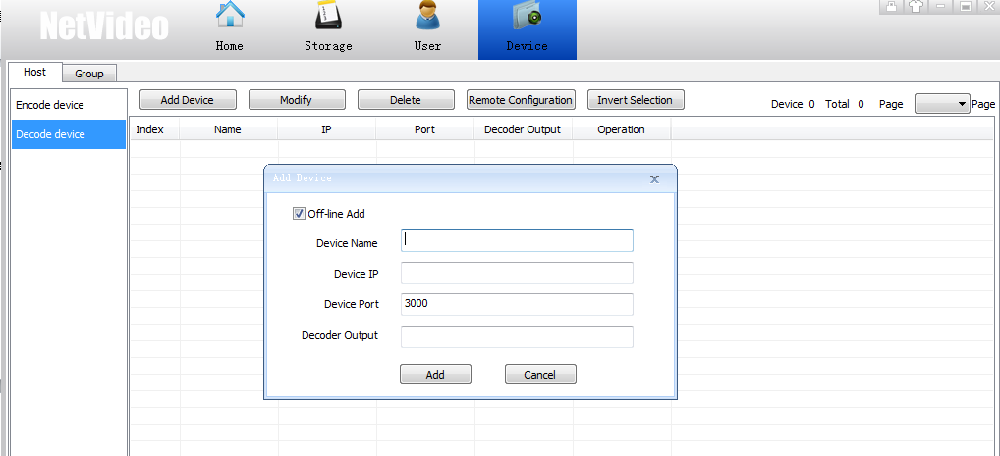 NetVideo
Home Storage User Device
Host Group
Encode device
Decode device
Add Device Modify Delete Remote Configuration Invert Selection Device 0 Total 0 Page Page
Index Name IP Port Decoder Output Operation
Add Device
Off-line Add
Device Name
Device IP
Device Port 3000
Decoder Output
Add Cancel